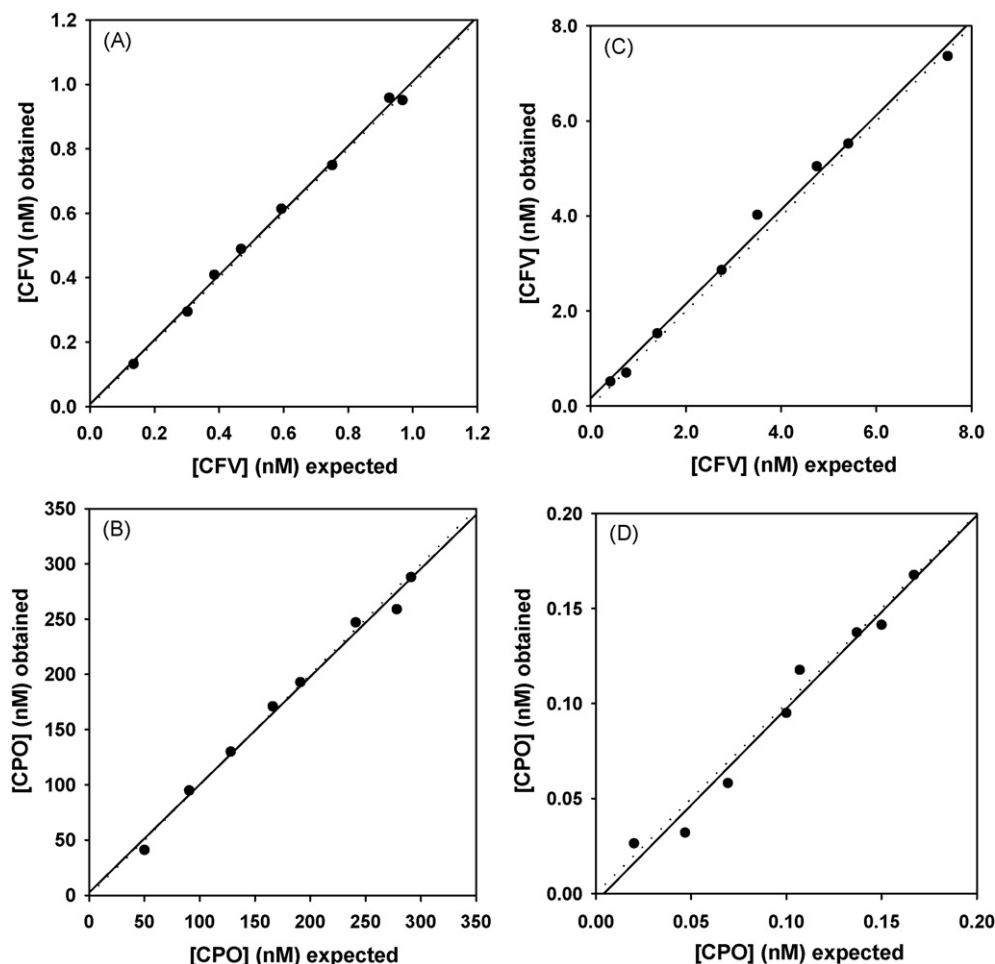 (A)
[CFV] (nM) obtained
1.2
1.0
0.8
0.6
0.4
0.2
0.0
0.0 0.2 0.4 0.6 0.8 1.0 1.2
[CFV] (nM) expected
(C)
[CFV] (nM) obtained
8.0
6.0
4.0
2.0
0.0
0.0 2.0 4.0 6.0 8.0
[CFV] (nM) expected
(B)
[CPO] (nM) obtained
350
300
250
200
150
100
50
0
0 50 100 150 200 250 300 350
[CPO] (nM) expected
(D)
[CPO] (nM) obtained
0.20
0.15
0.10
0.05
0.00
0.00 0.05 0.10 0.15 0.20
[CPO] (nM) expected